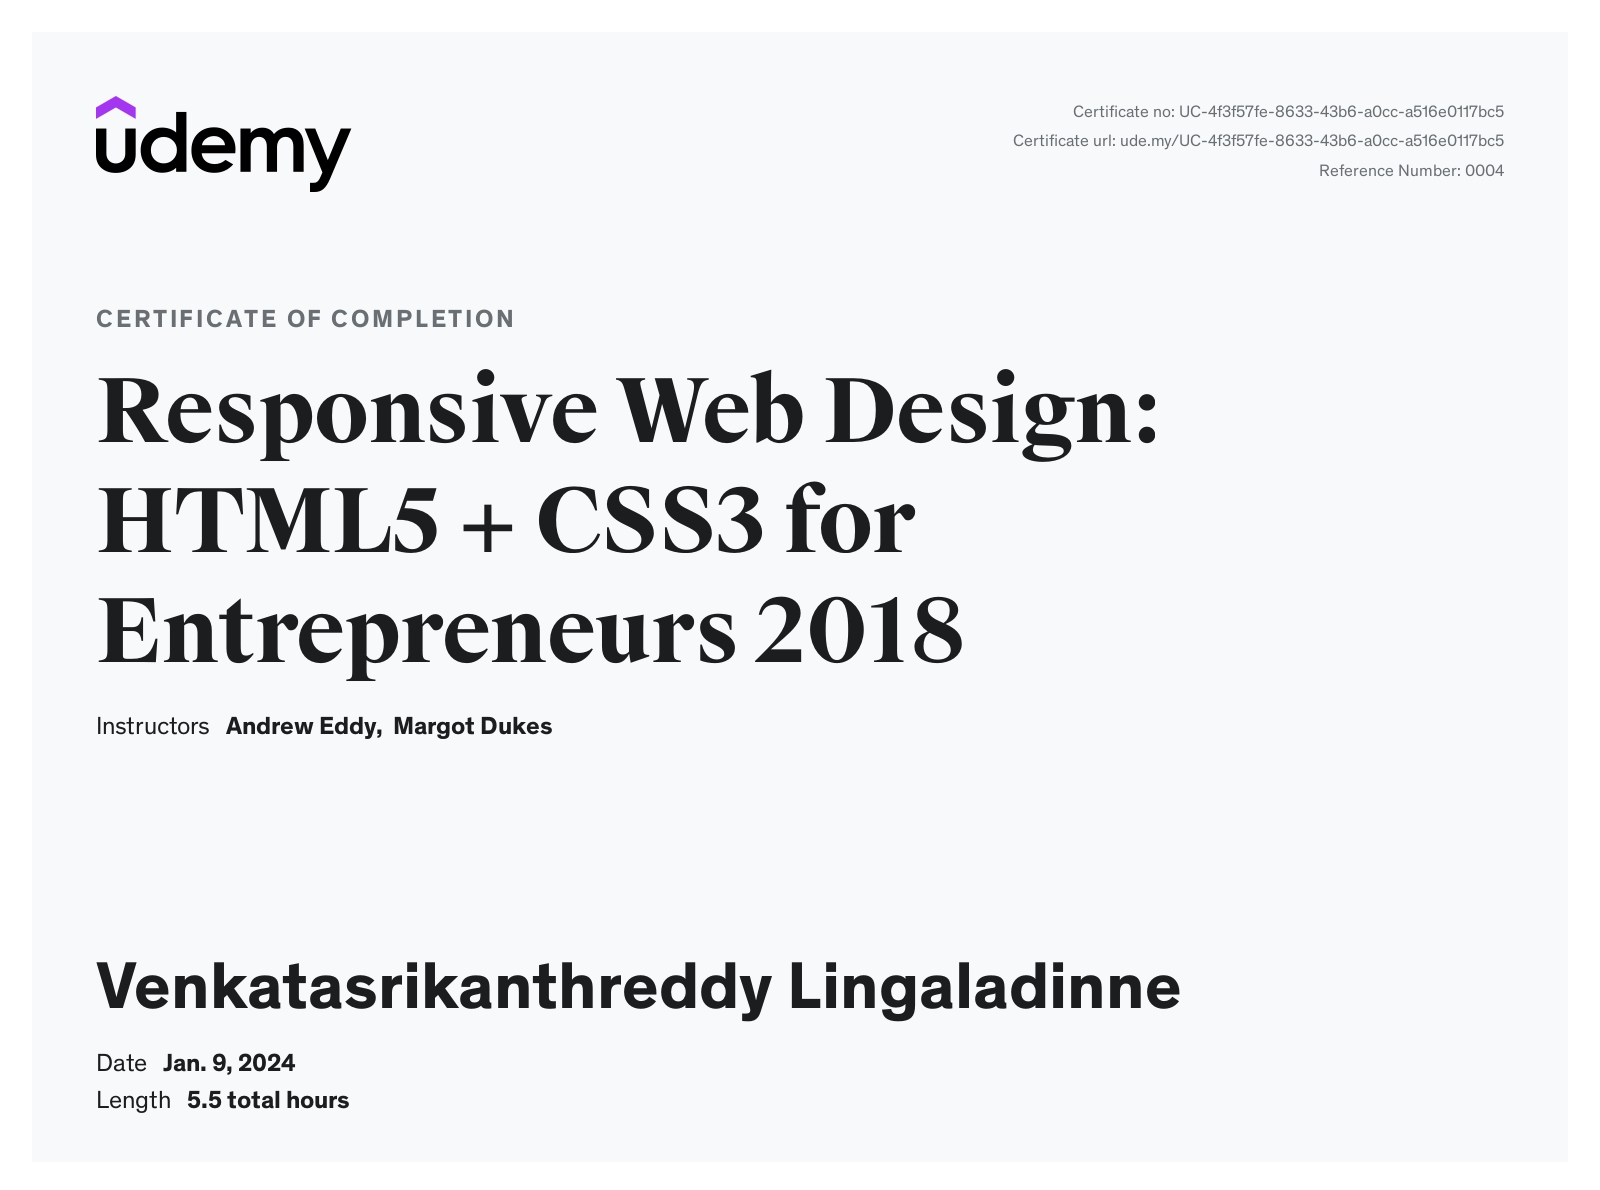 udemy
Certificate no: UC-4f3f57fe-8633-43b6-a0cc-a516e0117bc5
Certificate url: ude.my/UC-4f3f57fe-8633-43b6-a0cc-a516e0117bc5
Reference Number: 0004
CERTIFICATE OF COMPLETION
Responsive Web Design:
HTML5 + CSS3 for
Entrepreneurs 2018
Instructors Andrew Eddy, Margot Dukes
Venkatasrikanthreddy Lingaladinne
Date Jan. 9, 2024
Length 5.5 total hours